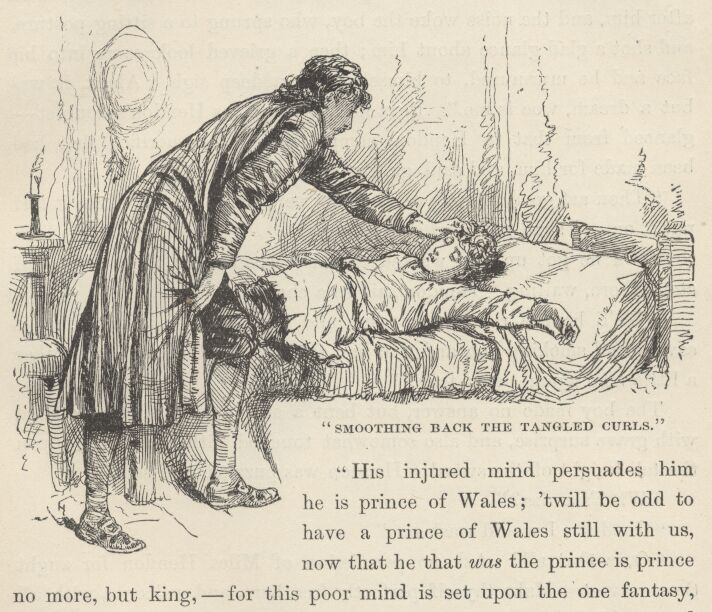 "SMOOTHING BACK THE TANGLED CURLS."
"His injured mind persuades him
he is prince of Wales; 'twill be odd to
have a prince of Wales still with us,
now that he that was the prince is prince
no more, but king,—for this poor mind is set upon the one fantasy,